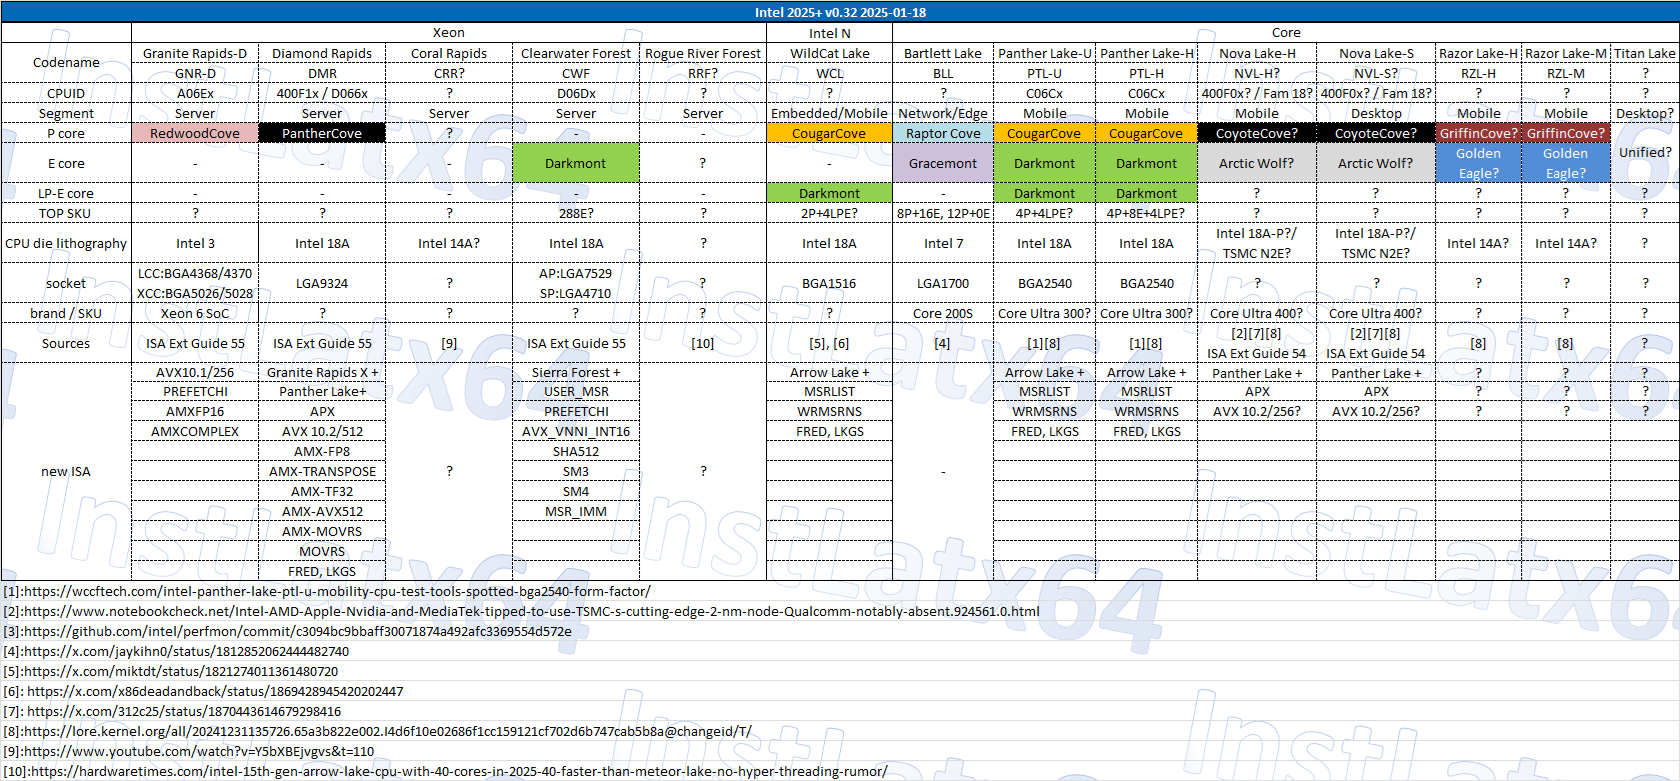 Intel 2025+ v0.32 2025-01-18
Xeon Intel N Core
Codename Granite Rapids-D Diamond Rapids Coral Rapids Clearwater Forest Rogue River Forest WildCat Lake Bartlett Lake Panther Lake-U Panther Lake-H Nova Lake-H Nova Lake-S Razor Lake-H Razor Lake-M Titan Lake
GNR-D DMR CRR? CWF RRF? WCL BLL PTL-U PTL-H NVL-H? NVL-S? RZL-H RZL-M ?
CPUID A06Ex 400F1x / D066x ? D06Dx ? ? ? C06Cx C06Cx 400F0x? / Fam 18? 400F0x? / Fam 18? ? ? ?
Segment Server Server Server Server Server Embedded/Mobile Network/Edge Mobile Mobile Mobile Desktop Mobile Mobile Desktop?
P core RedwoodCove PantherCove ? - - CougarCove Raptor Cove CougarCove CougarCove CoyoteCove? CoyoteCove? GriffinCove? GriffinCove? Unified?
E core - - - Darkmont ? - Gracemont Darkmont Darkmont Arctic Wolf? Arctic Wolf? Golden Eagle? Golden Eagle?
LP-E core - - - - - Darkmont - Darkmont Darkmont ? ? ? ? ?
TOP SKU ? ? ? 288E? ? 2P+4LPE? 8P+16E, 12P+0E 4P+4LPE? 4P+8E+4LPE? ? ? ? ? ?
CPU die lithography Intel 3 Intel 18A Intel 14A? Intel 18A ? Intel 18A Intel 7 Intel 18A Intel 18A Intel 18A-P?/ TSMC N2E? Intel 18A-P?/ TSMC N2E? Intel 14A? Intel 14A? ?
socket LCC:BGA4368/4370 XCC:BGA5026/5028 LGA9324 ? AP:LGA7529 SP:LGA4710 ? BGA1516 LGA1700 BGA2540 BGA2540 ? ? ? ? ?
brand / SKU Xeon 6 SoC ? ? ? ? ? Core 200S Core Ultra 300? Core Ultra 300? Core Ultra 400? Core Ultra 400? ? ? ?
Sources ISA Ext Guide 55 ISA Ext Guide 55 [9] ISA Ext Guide 55 [10] [5], [6] [4] [1][8] [1][8] [2][7][8] ISA Ext Guide 54 [2][7][8] ISA Ext Guide 54 [8] [8] ?
new ISA
AVX10.1/256 Granite Rapids X + ? Sierra Forest + ? Arrow Lake + - Arrow Lake + Arrow Lake + Panther Lake + Panther Lake + ? ? ?
PREFETCHI Panther Lake+ USER_MSR MSRLIST MSRLIST MSRLIST APX APX ? ? ?
AMXFP16 APX PREFETCHI WRMSRNS WRMSRNS WRMSRNS AVX 10.2/256? AVX 10.2/256? ? ? ?
AMXCOMPLEX AVX 10.2/512 AVX_VNNI_INT16 FRED, LKGS FRED, LKGS FRED, LKGS
AMX-FP8 SHA512
AMX-TRANSPOSE SM3
AMX-TF32 SM4
AMX-AVX512 MSR_IMM
AMX-MOVRS
MOVRS
FRED, LKGS
[1]:https://wccftech.com/intel-panther-lake-ptl-u-mobility-cpu-test-tools-spotted-bga2540-form-factor/
[2]:https://www.notebookcheck.net/Intel-AMD-Apple-Nvidia-and-MediaTek-tipped-to-use-TSMC-s-cutting-edge-2-nm-node-Qualcomm-notably-absent.924561.0.html
[3]:https://github.com/intel/perfmon/commit/c3094bc9bbaff30071874a492afc3369554d572e
[4]:https://x.com/jaykihn0/status/1812852062444482740
[5]:https://x.com/miktdt/status/1821274011361480720
[6]: https://x.com/x86deadandback/status/1869428945420202447
[7]: https://x.com/312c25/status/1870443614679298416
[8]:https://lore.kernel.org/all/20241231135726.65a3b822e002.I4d6f10e02686f1cc159121cf702d6b747cab5b8a@changeid/T/
[9]:https://www.youtube.com/watch?v=Y5bXBEjvgvs&t=110
[10]:https://hardwaretimes.com/intel-15th-gen-arrow-lake-cpu-with-40-cores-in-2025-40-faster-than-meteor-lake-no-hyper-threading-rumor/
InstLatx64